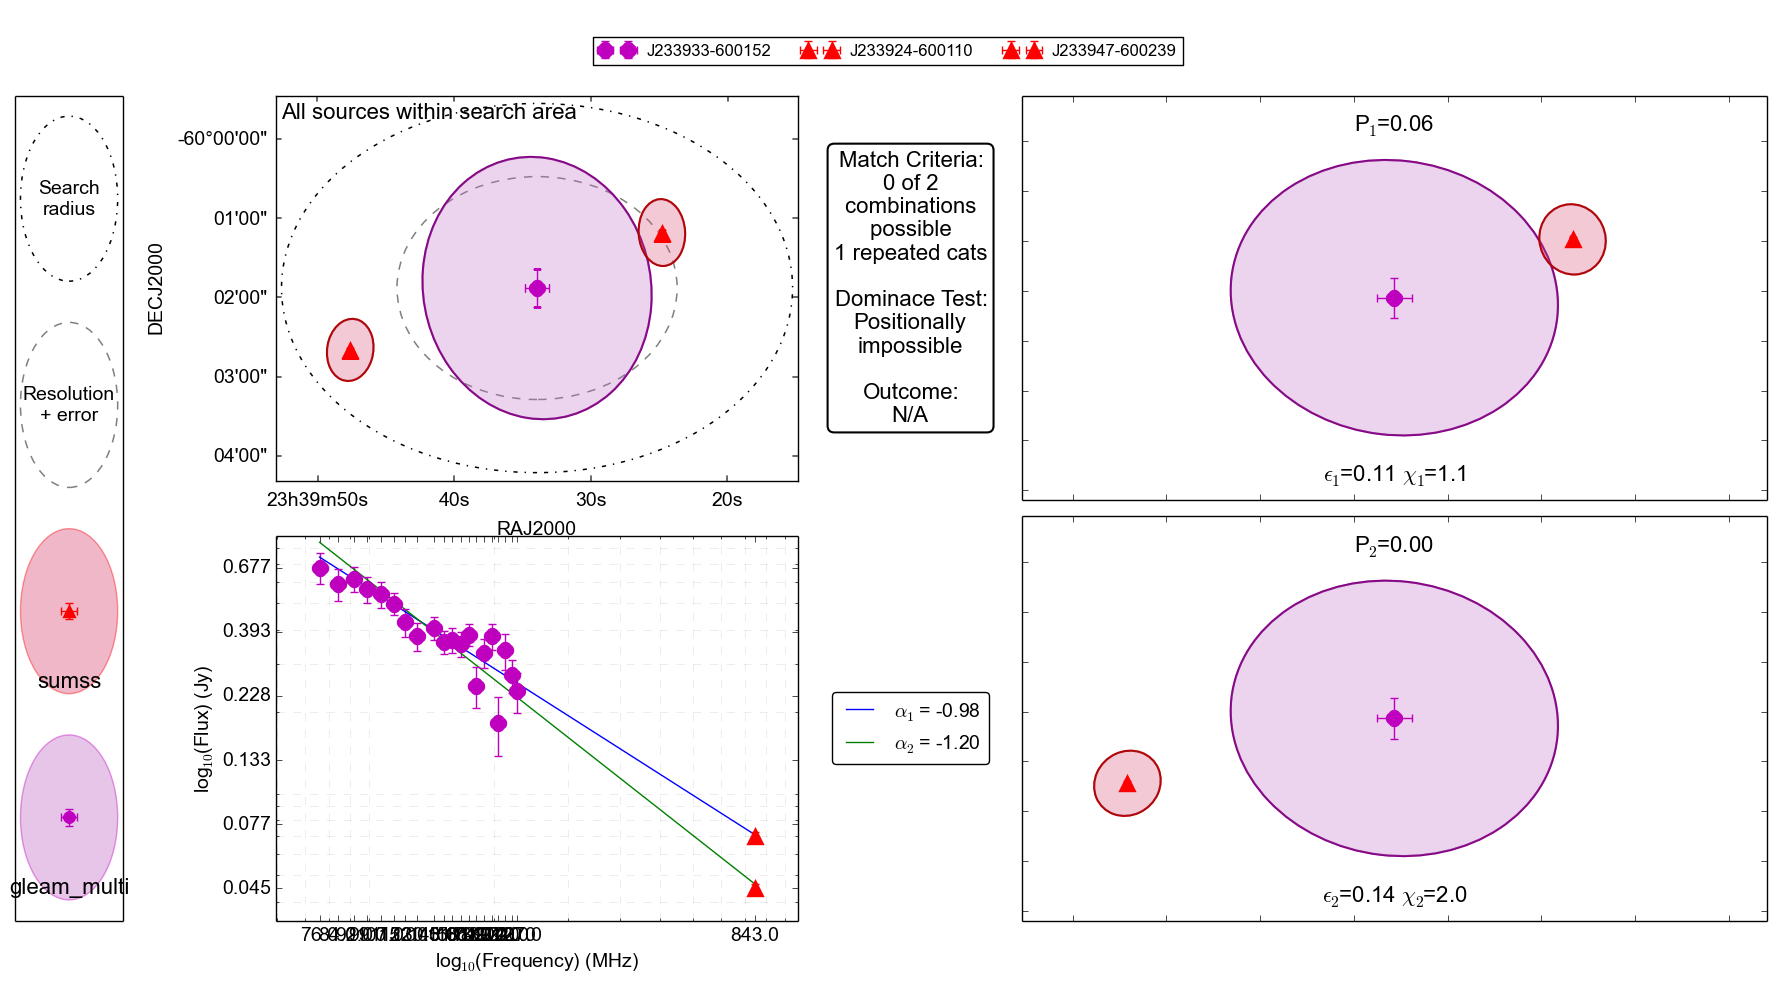 J233933-600152
J233924-600110
J233947-600239
Search
radius
Resolution
+ error
sumss
gleam_multi
All sources within search area
DECJ2000
-60°00'00"
01'00"
02'00"
03'00"
04'00"
23h39m50s
40s
30s
20s
RAJ2000
Match Criteria:
0 of 2
combinations
possible
1 repeated cats
Dominace Test:
Positionally
impossible
Outcome:
N/A
P1=0.06
ϵ1=0.11 χ1=1.1
P2=0.00
ϵ2=0.14 χ2=2.0
log10(Flux) (Jy)
0.677
0.393
0.228
0.133
0.077
0.045
843.0
log10(Frequency) (MHz)
α1 = -0.98
α2 = -1.20